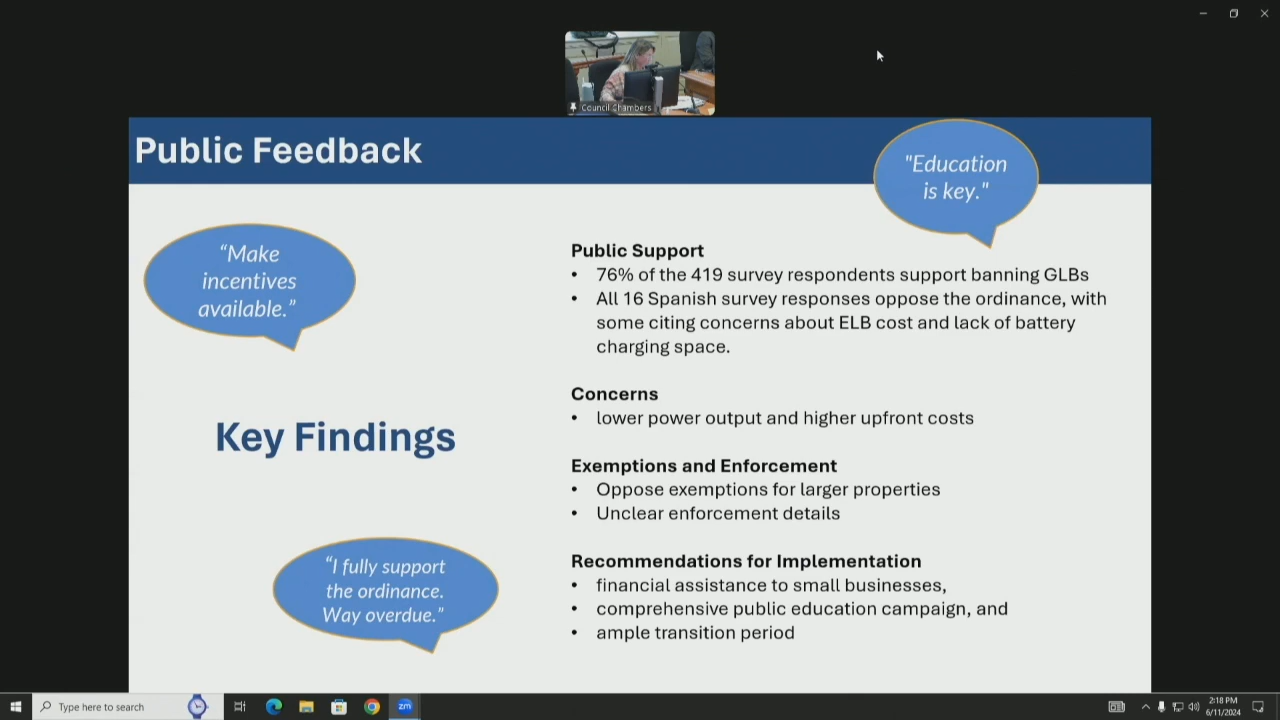 Council Chambers
Public Feedback
"Education
is key."
“Make
incentives
available.”
Key Findings
“I fully support
the ordinance.
Way overdue.”
Public Support
• 76% of the 419 survey respondents support banning GLBs
• All 16 Spanish survey responses oppose the ordinance, with
some citing concerns about ELB cost and lack of battery
charging space.
Concerns
• lower power output and higher upfront costs
Exemptions and Enforcement
• Oppose exemptions for larger properties
• Unclear enforcement details
Recommendations for Implementation
• financial assistance to small businesses,
• comprehensive public education campaign, and
• ample transition period
Type here to search
zm
2:18 PM
6/11/2024